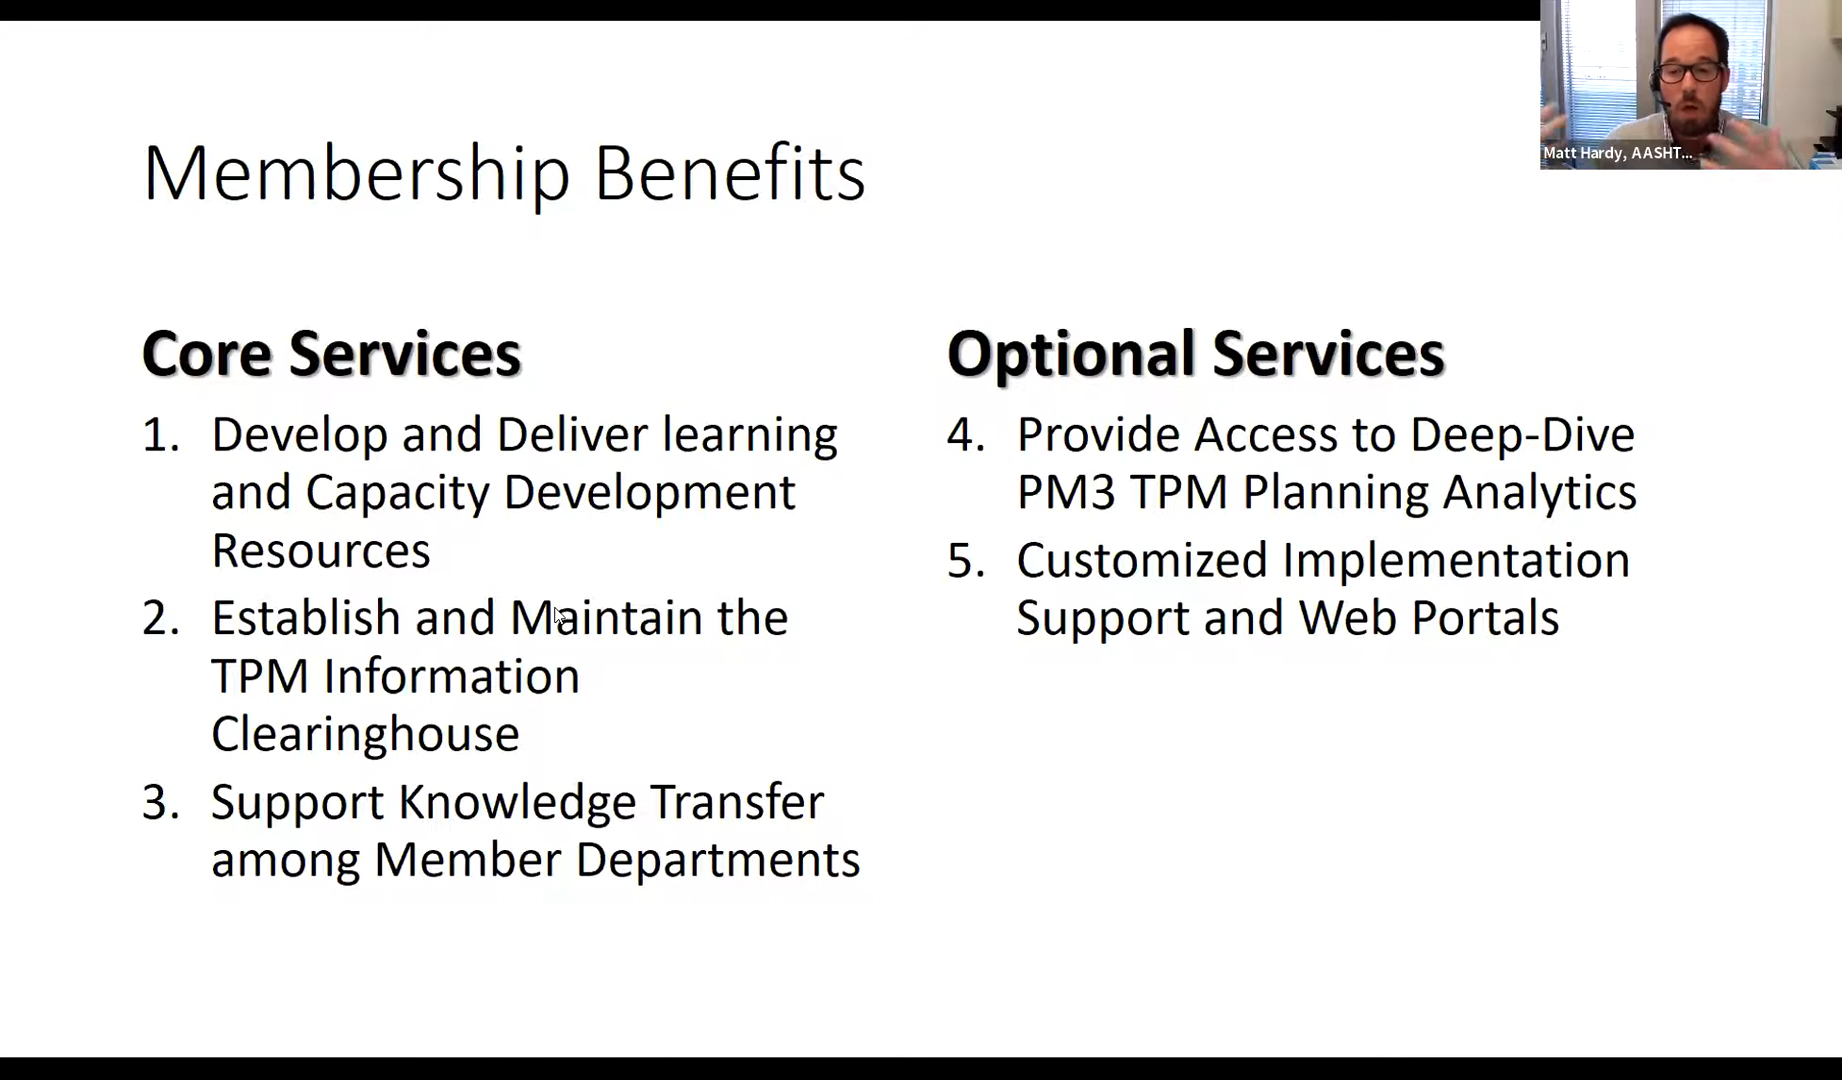 Matt Hardy, AASHT...
Membership Benefits
Core Services
1. Develop and Deliver learning
and Capacity Development
Resources
2. Establish and Maintain the
TPM Information
Clearinghouse
3. Support Knowledge Transfer
among Member Departments
Optional Services
4. Provide Access to Deep-Dive
PM3 TPM Planning Analytics
5. Customized Implementation
Support and Web Portals